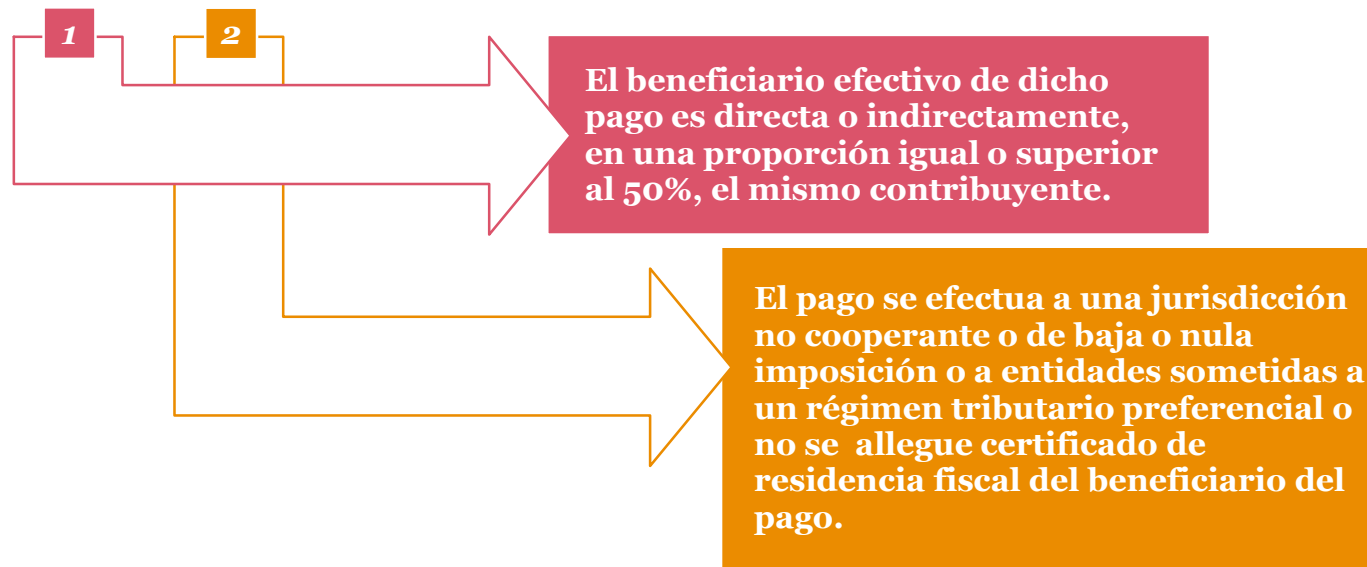 1
2
El beneficiario efectivo de dicho
pago es directa o indirectamente,
en una proporción igual o superior
al 50%, el mismo contribuyente.
El pago se efectua a una jurisdicción
no cooperante o de baja o nula
imposición o a entidades sometidas a
un régimen tributario preferencial o
no se allegue certificado de
residencia fiscal del beneficiario del
pago.